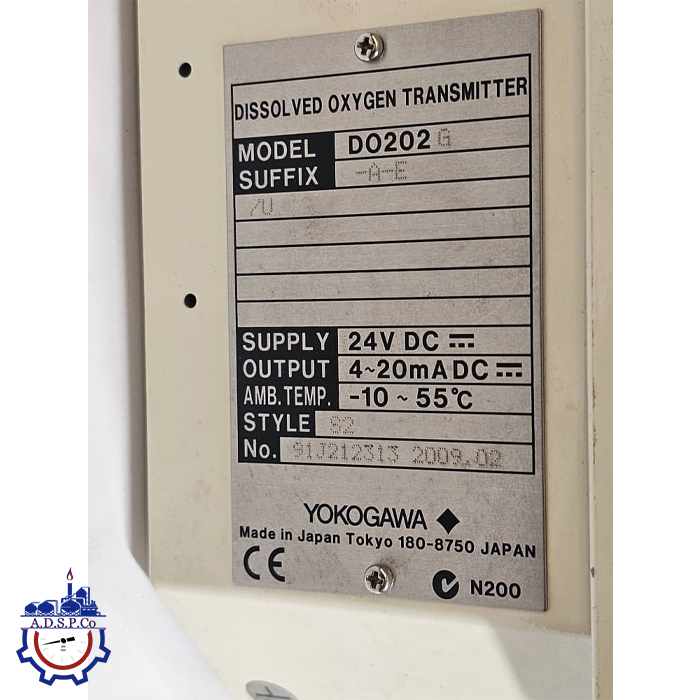 DISSOLVED OXYGEN TRANSMITTER
MODEL DO202G
SUFFIX -A-E
/U
SUPPLY 24V DC
OUTPUT 4~20mA DC
AMB.TEMP. -10 ~ 55℃
STYLE S2
No. 91J212313 2009.02
YOKOGAWA
Made in Japan Tokyo 180-8750 JAPAN
CE N200
A.D.S.P.Co